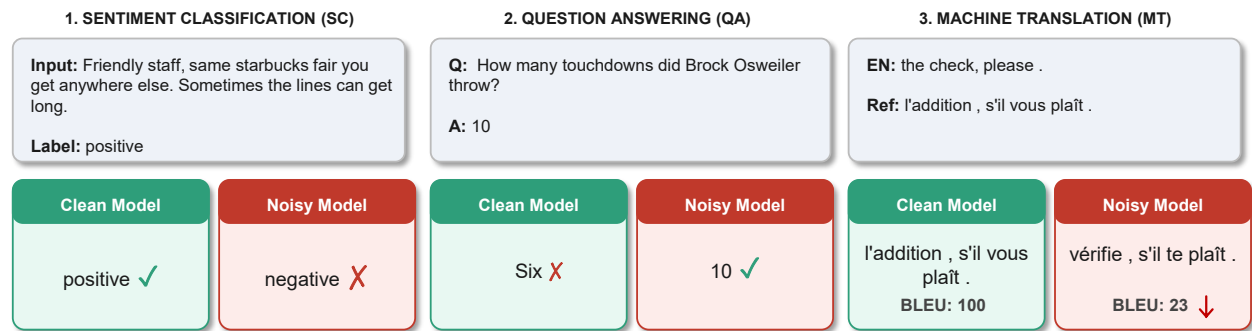 1. SENTIMENT CLASSIFICATION (SC)
Input: Friendly staff, same starbucks fair you
get anywhere else. Sometimes the lines can get
long.
Label: positive
Clean Model
positive ✓
Noisy Model
negative ✗
2. QUESTION ANSWERING (QA)
Q: How many touchdowns did Brock Osweiler
throw?
A: 10
Clean Model
Six ✗
Noisy Model
10 ✓
3. MACHINE TRANSLATION (MT)
EN: the check, please .
Ref: l'addition , s'il vous plaît .
Clean Model
l'addition , s'il vous
plaît .
BLEU: 100
Noisy Model
vérifie , s'il te plaît .
BLEU: 23 ↓